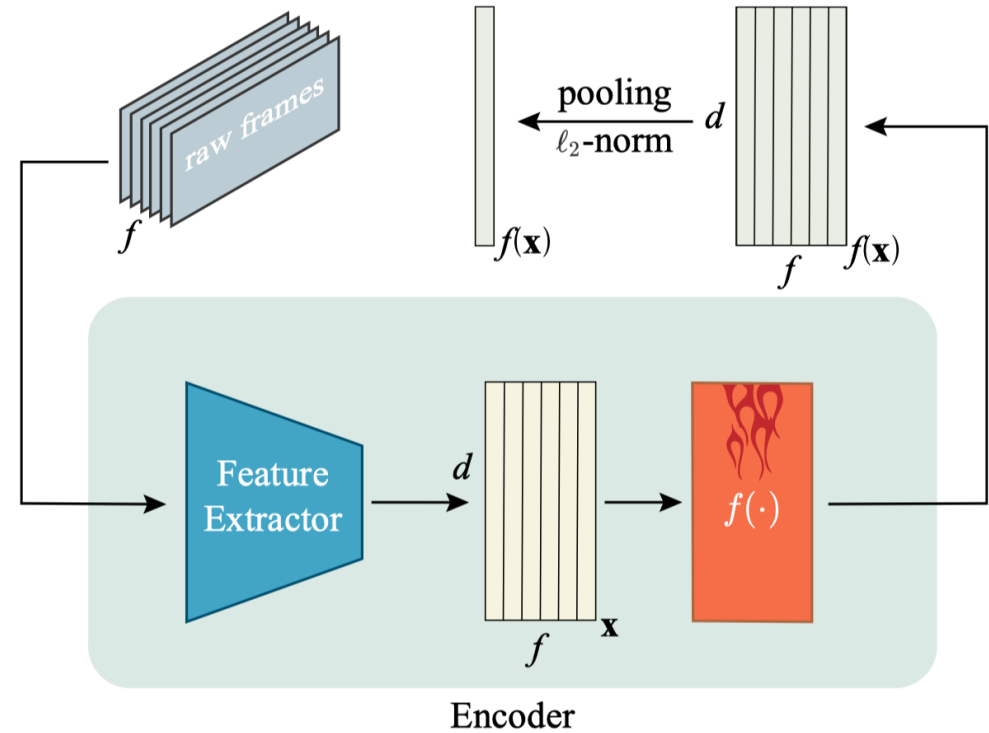 raw frames
f
pooling
ℓ₂-norm
f(𝐱)
d
f
f(𝐱)
Feature
Extractor
d
f
𝐱
f(·)
Encoder